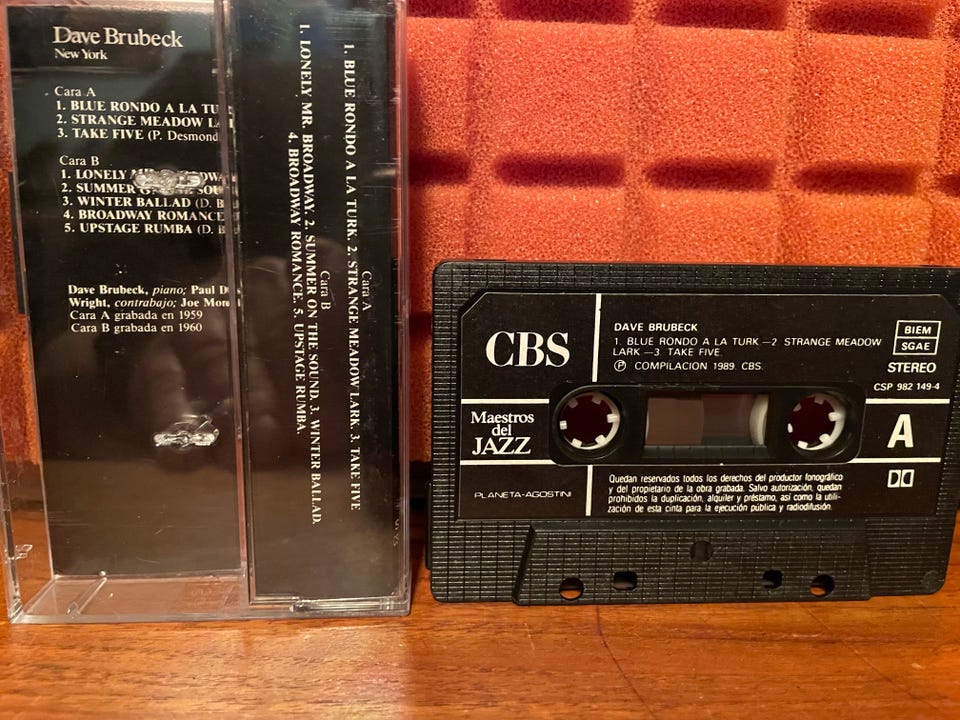 Dave Brubeck
New York
Cara A
1. BLUE RONDO A LA TU
2. STRANGE MEADOW
3. TAKE FIVE (P. Desmond
Cara B
1. LONELY
2. SUMMER
3. WINTER BALLAD (D. B
4. BROADWAY ROMANCE
5. UPSTAGE RUMBA (D. B
Dave Brubeck, piano; Paul D
Wright, contrabajo; Joe Mor
Cara A grabada en 1959
Cara B grabada en 1960
Cara A
1. BLUE RONDO A LA TURK. 2. STRANGE MEADOW LARK. 3. TAKE FIVE
Cara B
1. LONELY MR. BROADWAY. 2. SUMMER ON THE SOUND. 3. WINTER BALLAD.
4. BROADWAY ROMANCE. 5. UPSTAGE RUMBA.
CBS
DAVE BRUBECK
1. BLUE RONDO A LA TURK—2 STRANGE MEADOW
LARK—3. TAKE FIVE.
Ⓟ COMPILACION 1989. CBS.
BIEM
SGAE
STEREO
CSP 982 149-4
Maestros
del
JAZZ
A
PLANETA-AGOSTINI
Quedan reservados todos los derechos del productor fonográfico
y del propietario de la obra grabada. Salvo autorización, quedan
prohibidos la duplicación, alquiler y préstamo, así como la utili-
zación de esta cinta para la ejecución pública y radiodifusión.